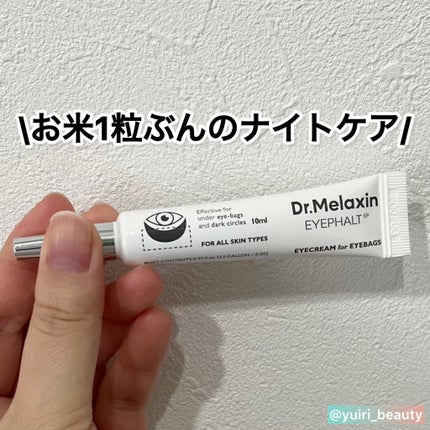 \お米1粒ぶんのナイトケア/
Effective for
under eye-bags
and dark circles 10ml
FOR ALL SKIN TYPES
Dr.Melaxin
EYEPHALT EP
EYECREAM for EYEBAGS
@yuiri_beauty